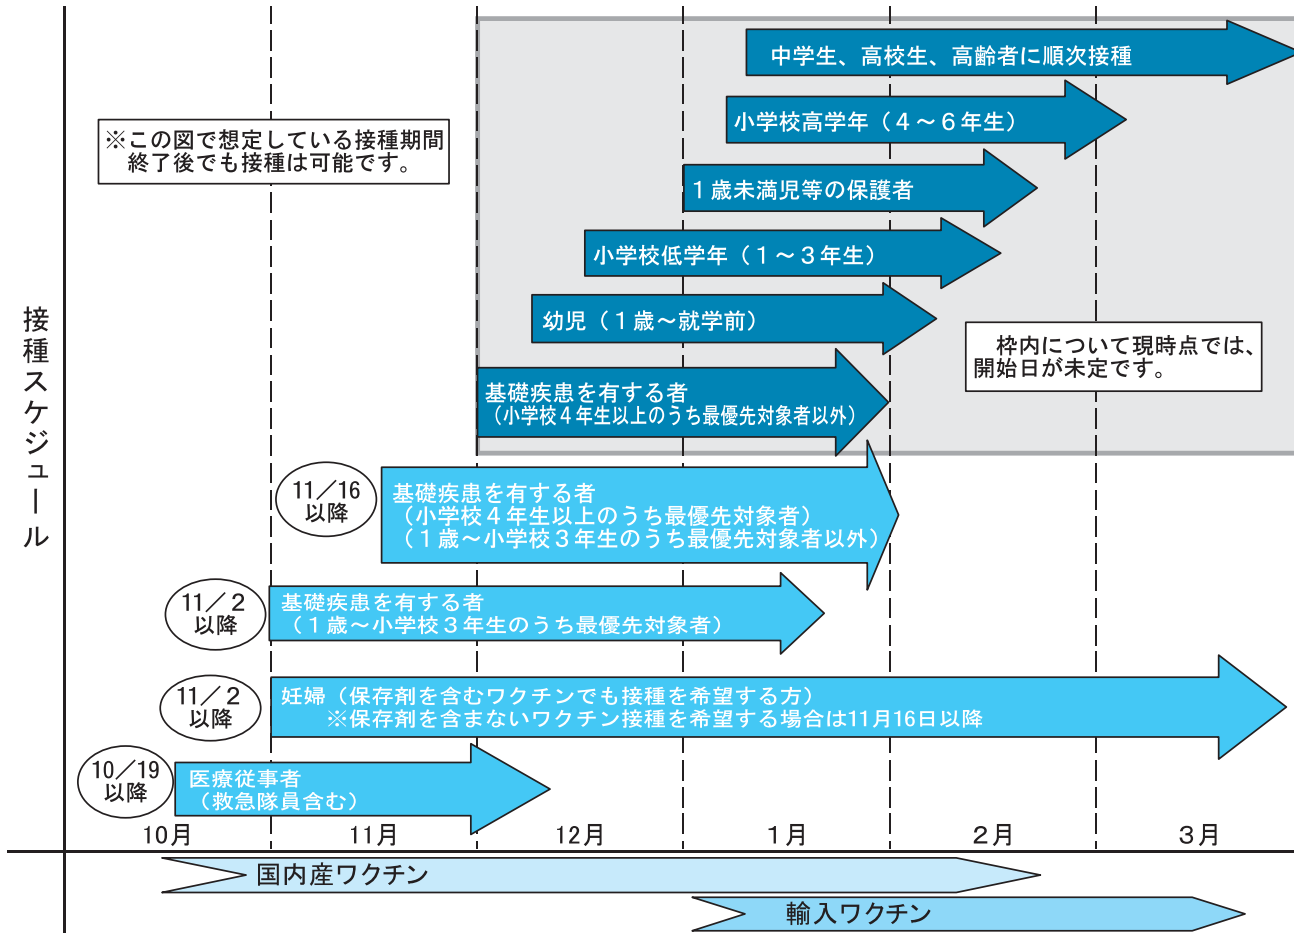 中学生、高校生、高齢者に順次接種
小学校高学年（４～６年生）
※この図で想定している接種期間
終了後でも接種は可能です。
１歳未満児等の保護者
小学校低学年（１～３年生）
幼児（１歳～就学前）
枠内について現時点では、
開始日が未定です。
基礎疾患を有する者
（小学校４年生以上のうち最優先対象者以外）
接種スケジュール
11／16
以降
基礎疾患を有する者
（小学校４年生以上のうち最優先対象者）
（１歳～小学校３年生のうち最優先対象者以外）
11／２
以降
基礎疾患を有する者
（１歳～小学校３年生のうち最優先対象者）
11／２
以降
妊婦（保存剤を含むワクチンでも接種を希望する方）
※保存剤を含まないワクチン接種を希望する場合は11月16日以降
10／19
以降
医療従事者
（救急隊員含む）
10月 11月 12月 １月 ２月 ３月
国内産ワクチン
輸入ワクチン